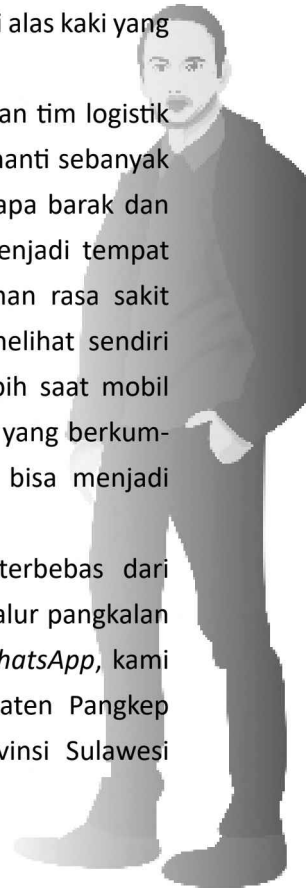 i alas kaki yang
an tim logistik
nanti sebanyak
apa barak dan
enjadi tempat
nan rasa sakit
nelihat sendiri
bih saat mobil
yang berkum-
bisa menjadi
terbebas dari
alur pangkalan
hatsApp, kami
aten Pangkep
vinsi Sulawesi